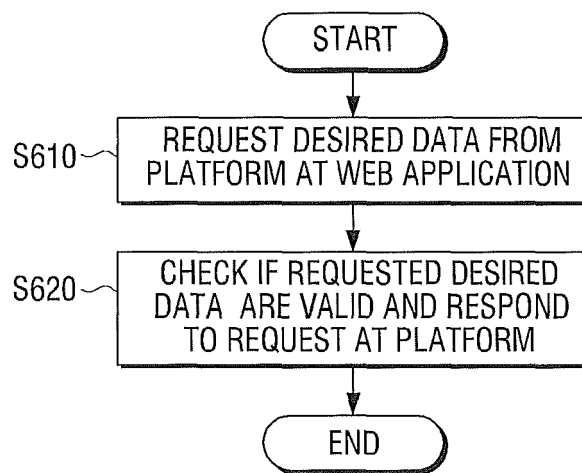 START
S610
REQUEST DESIRED DATA FROM
PLATFORM AT WEB APPLICATION
S620
CHECK IF REQUESTED DESIRED
DATA ARE VALID AND RESPOND
TO REQUEST AT PLATFORM
END